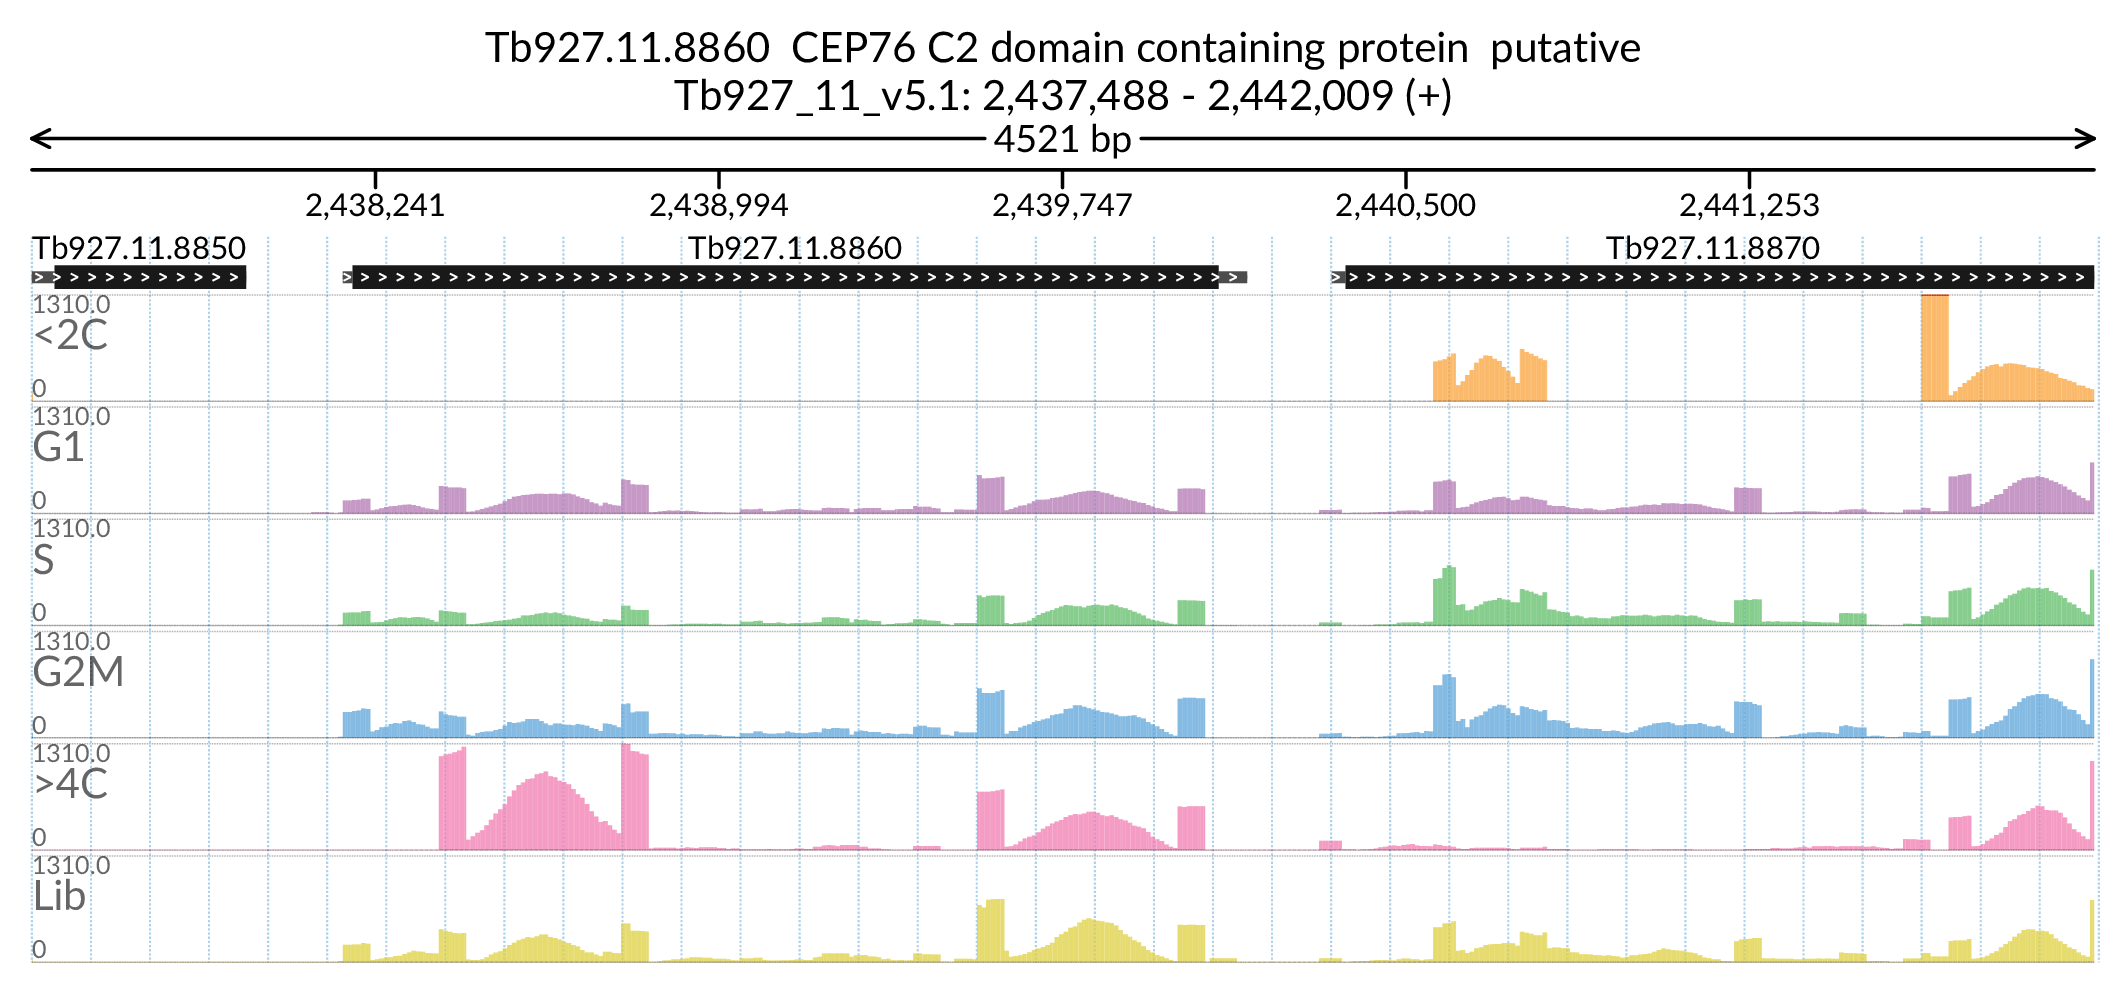 Tb927.11.8860  CEP76 C2 domain containing protein  putative
Tb927_11_v5.1: 2,437,488 - 2,442,009 (+)
4521 bp
2,438,241 2,438,994 2,439,747 2,440,500 2,441,253
Tb927.11.8850 Tb927.11.8860 Tb927.11.8870
1310.0
<2C
0
1310.0
G1
0
1310.0
S
0
1310.0
G2M
0
1310.0
>4C
0
1310.0
Lib
0